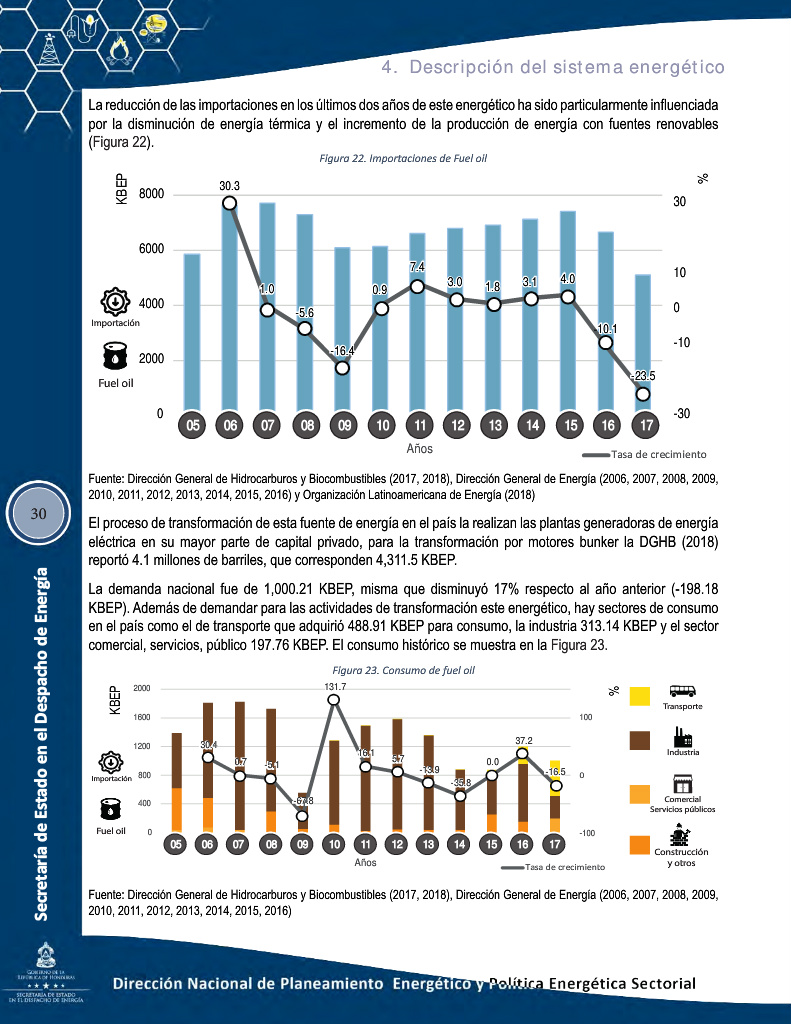 4. Descripción del sistema energético
La reducción de las importaciones en los últimos dos años de este energético ha sido particularmente influenciada
por la disminución de energía térmica y el incremento de la producción de energía con fuentes renovables
(Figura 22).
Figura 22. Importaciones de Fuel oil
KBEP
%
8000
6000
4000
2000
0
30
10
0
-10
-30
30.3
1.0
-5.6
-16.4
0.9
7.4
3.0
1.8
3.1
4.0
-10.1
-23.5
Importación
Fuel oil
05 06 07 08 09 10 11 12 13 14 15 16 17
Años
Tasa de crecimiento
Fuente: Dirección General de Hidrocarburos y Biocombustibles (2017, 2018), Dirección General de Energía (2006, 2007, 2008, 2009,
2010, 2011, 2012, 2013, 2014, 2015, 2016) y Organización Latinoamericana de Energía (2018)
El proceso de transformación de esta fuente de energía en el país la realizan las plantas generadoras de energía
eléctrica en su mayor parte de capital privado, para la transformación por motores bunker la DGHB (2018)
reportó 4.1 millones de barriles, que corresponden 4,311.5 KBEP.
La demanda nacional fue de 1,000.21 KBEP, misma que disminuyó 17% respecto al año anterior (-198.18
KBEP). Además de demandar para las actividades de transformación este energético, hay sectores de consumo
en el país como el de transporte que adquirió 488.91 KBEP para consumo, la industria 313.14 KBEP y el sector
comercial, servicios, público 197.76 KBEP. El consumo histórico se muestra en la Figura 23.
Figura 23. Consumo de fuel oil
KBEP
%
2000
1600
1200
800
400
0
100
0
-100
30.4
0.7
-5.1
-67.8
131.7
16.1
5.7
-13.9
-35.8
0.0
37.2
-16.5
Importación
Fuel oil
05 06 07 08 09 10 11 12 13 14 15 16 17
Años
Tasa de crecimiento
Transporte
Industria
Comercial
Servicios públicos
Construcción
y otros
Fuente: Dirección General de Hidrocarburos y Biocombustibles (2017, 2018), Dirección General de Energía (2006, 2007, 2008, 2009,
2010, 2011, 2012, 2013, 2014, 2015, 2016)
30
Secretaría de Estado en el Despacho de Energía
GOBIERNO DE LA
REPÚBLICA DE HONDURAS
SECRETARÍA DE ESTADO
EN EL DESPACHO DE ENERGÍA
Dirección Nacional de Planeamiento Energético y Política Energética Sectorial